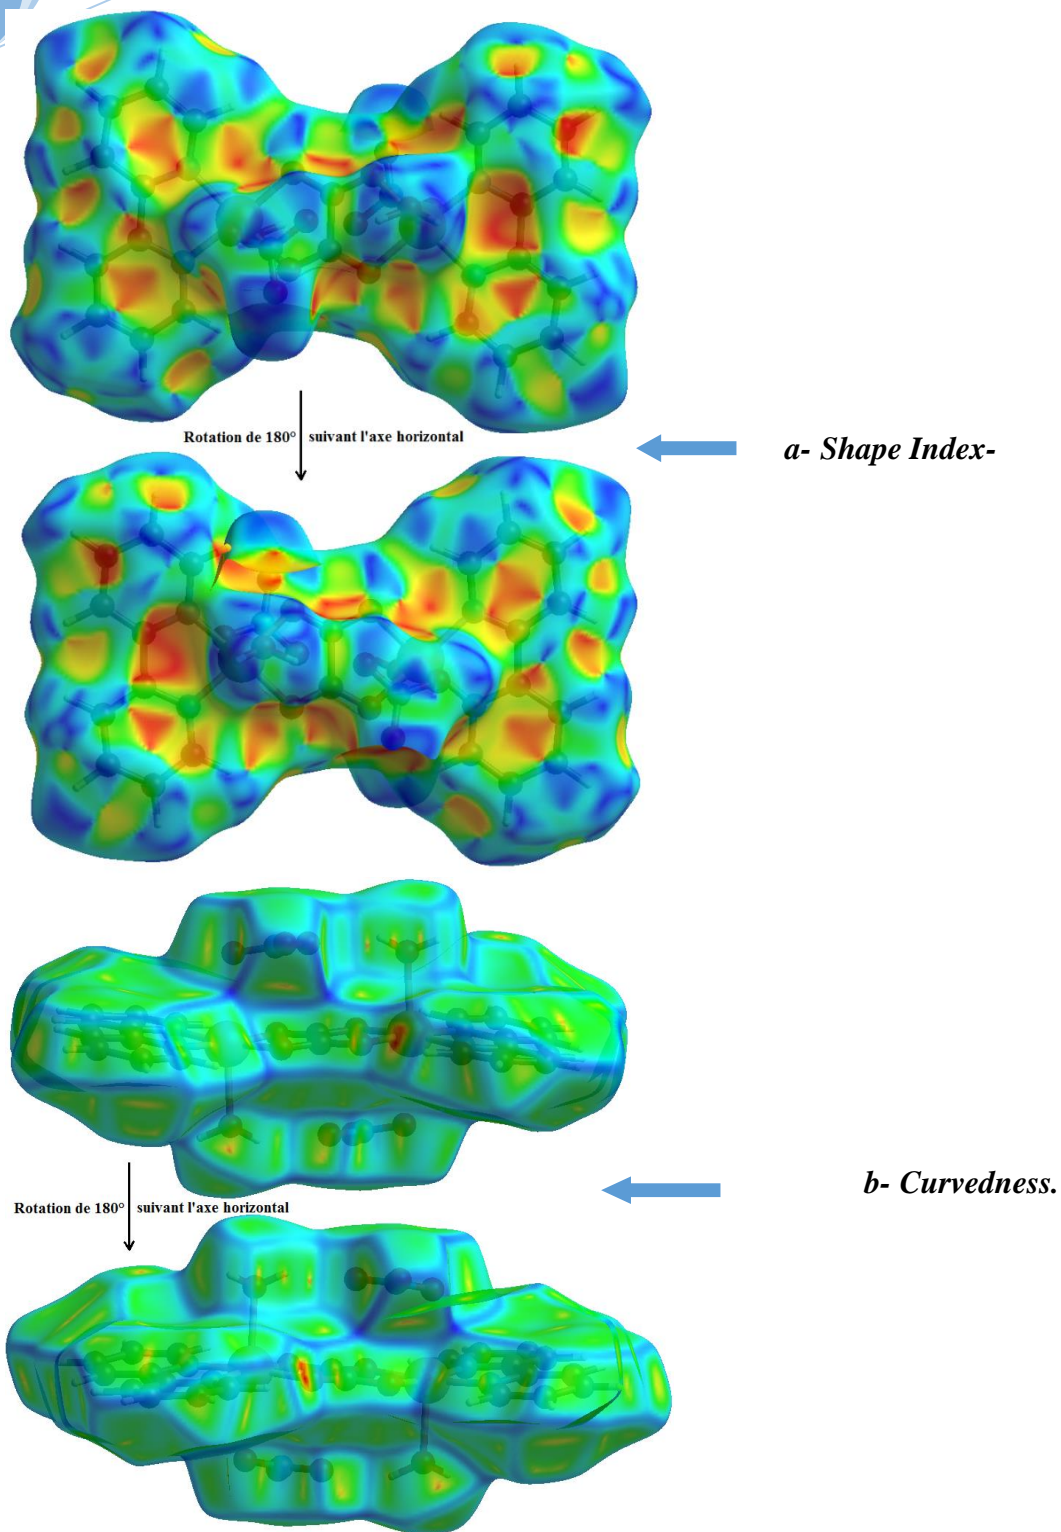 Rotation de 180° suivant l'axe horizontal
a- Shape Index-
b- Curvedness.
Rotation de 180° suivant l'axe horizontal